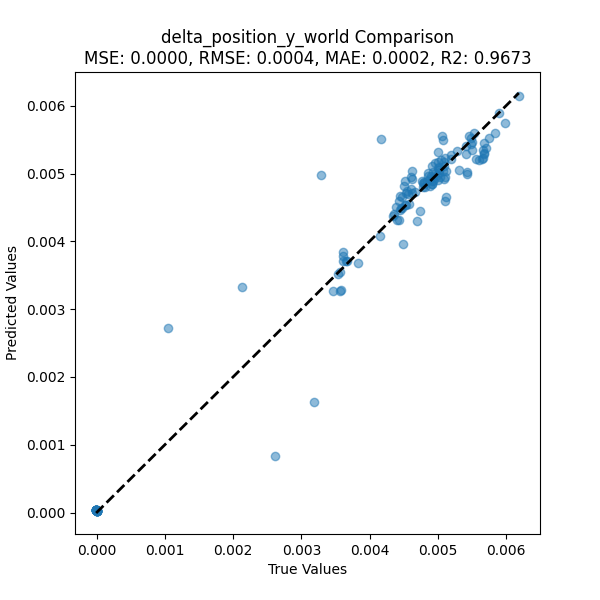 delta_position_y_world Comparison
MSE: 0.0000, RMSE: 0.0004, MAE: 0.0002, R2: 0.9673
0.006
0.005
0.004
0.003
0.002
0.001
0.000
Predicted Values
0.000 0.001 0.002 0.003 0.004 0.005 0.006
True Values